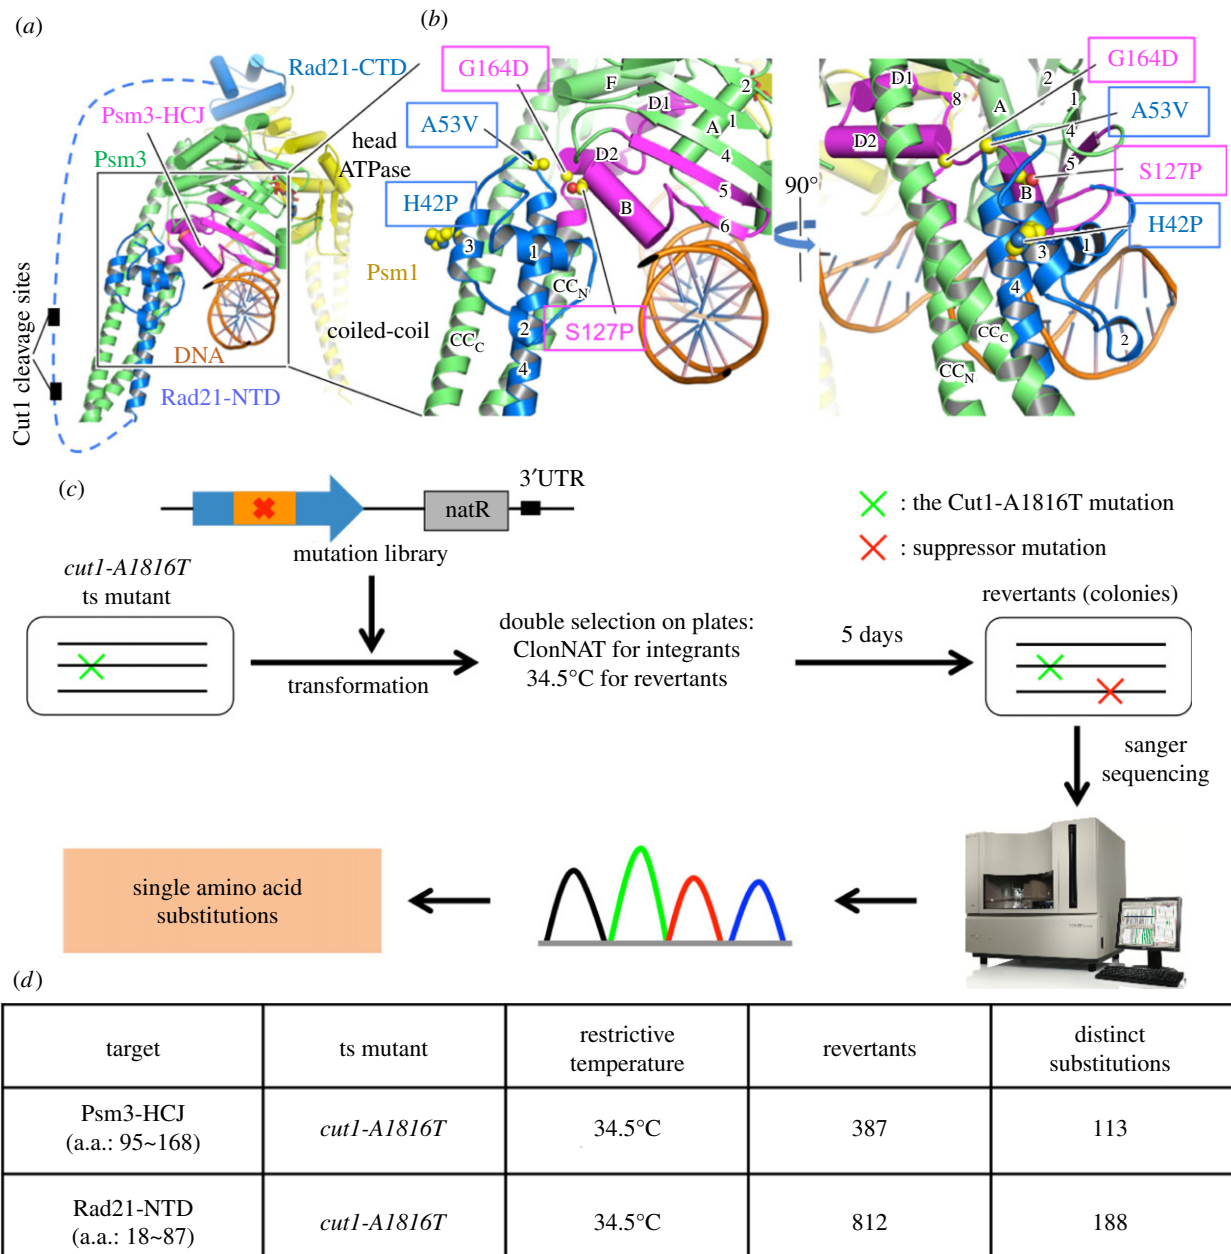 (a)
Rad21-CTD
Psm3-HCJ
Psm3
head
ATPase
Psm1
coiled-coil
DNA
Rad21-NTD
Cut1 cleavage sites
(b)
G164D
A53V
H42P
S127P
F
D1
2
A
1
4
D2
5
B
6
3
1
CCN
2
CCC
4
90°
G164D
A53V
S127P
H42P
D1
8
A
2
1
4
D2
5
B
3
1
4
2
CCC
CCN
(c)
3′UTR
natR
mutation library
cut1-A1816T
ts mutant
transformation
double selection on plates:
ClonNAT for integrants
34.5°C for revertants
5 days
: the Cut1-A1816T mutation
: suppressor mutation
revertants (colonies)
sanger
sequencing
single amino acid
substitutions
(d)
target
ts mutant
restrictive
temperature
revertants
distinct
substitutions
Psm3-HCJ
(a.a.: 95~168)
cut1-A1816T
34.5°C
387
113
Rad21-NTD
(a.a.: 18~87)
cut1-A1816T
34.5°C
812
188